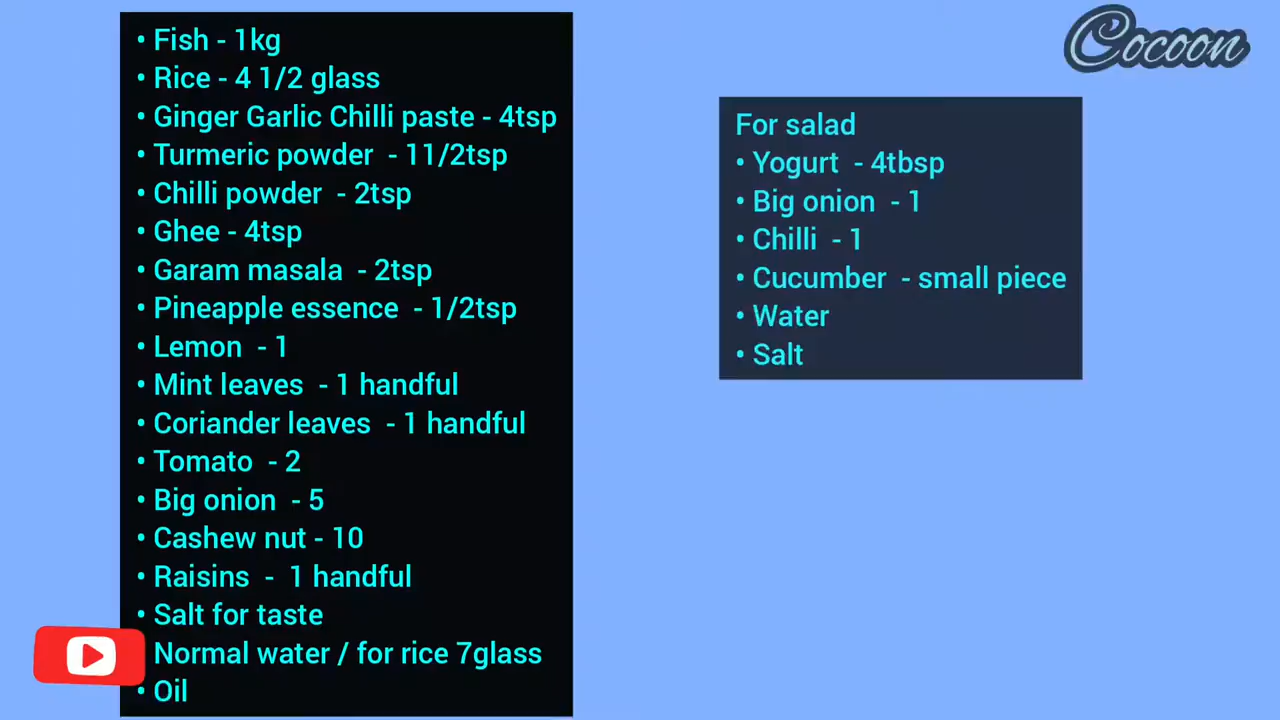 • Fish - 1kg
• Rice - 4 1/2 glass
• Ginger Garlic Chilli paste - 4tsp
• Turmeric powder - 11/2tsp
• Chilli powder - 2tsp
• Ghee - 4tsp
• Garam masala - 2tsp
• Pineapple essence - 1/2tsp
• Lemon - 1
• Mint leaves - 1 handful
• Coriander leaves - 1 handful
• Tomato - 2
• Big onion - 5
• Cashew nut - 10
• Raisins - 1 handful
• Salt for taste
Normal water / for rice 7glass
• Oil
Cocoon
For salad
• Yogurt - 4tbsp
• Big onion - 1
• Chilli - 1
• Cucumber - small piece
• Water
• Salt